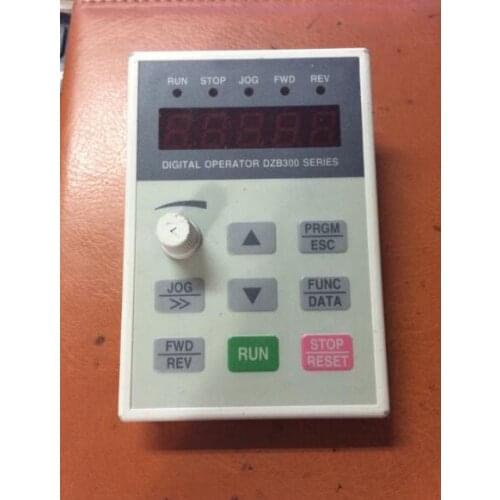 RUN STOP JOG FWD REV
DIGITAL OPERATOR DZB300 SERIES
PRGM
ESC
JOG
>>
FUNC
DATA
FWD
REV
RUN
STOP
RESET